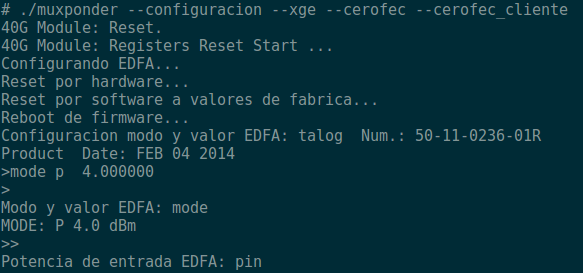 # ./muxponder --configuracion --xge --cerofec --cerofec_cliente
40G Module: Reset.
40G Module: Registers Reset Start ...
Configurando EDFA...
Reset por hardware...
Reset por software a valores de fabrica...
Reboot de firmware...
Configuracion modo y valor EDFA: talog  Num.: 50-11-0236-01R
Product  Date: FEB 04 2014
>mode p  4.000000
>
Modo y valor EDFA: mode
MODE: P 4.0 dBm
>>
Potencia de entrada EDFA: pin